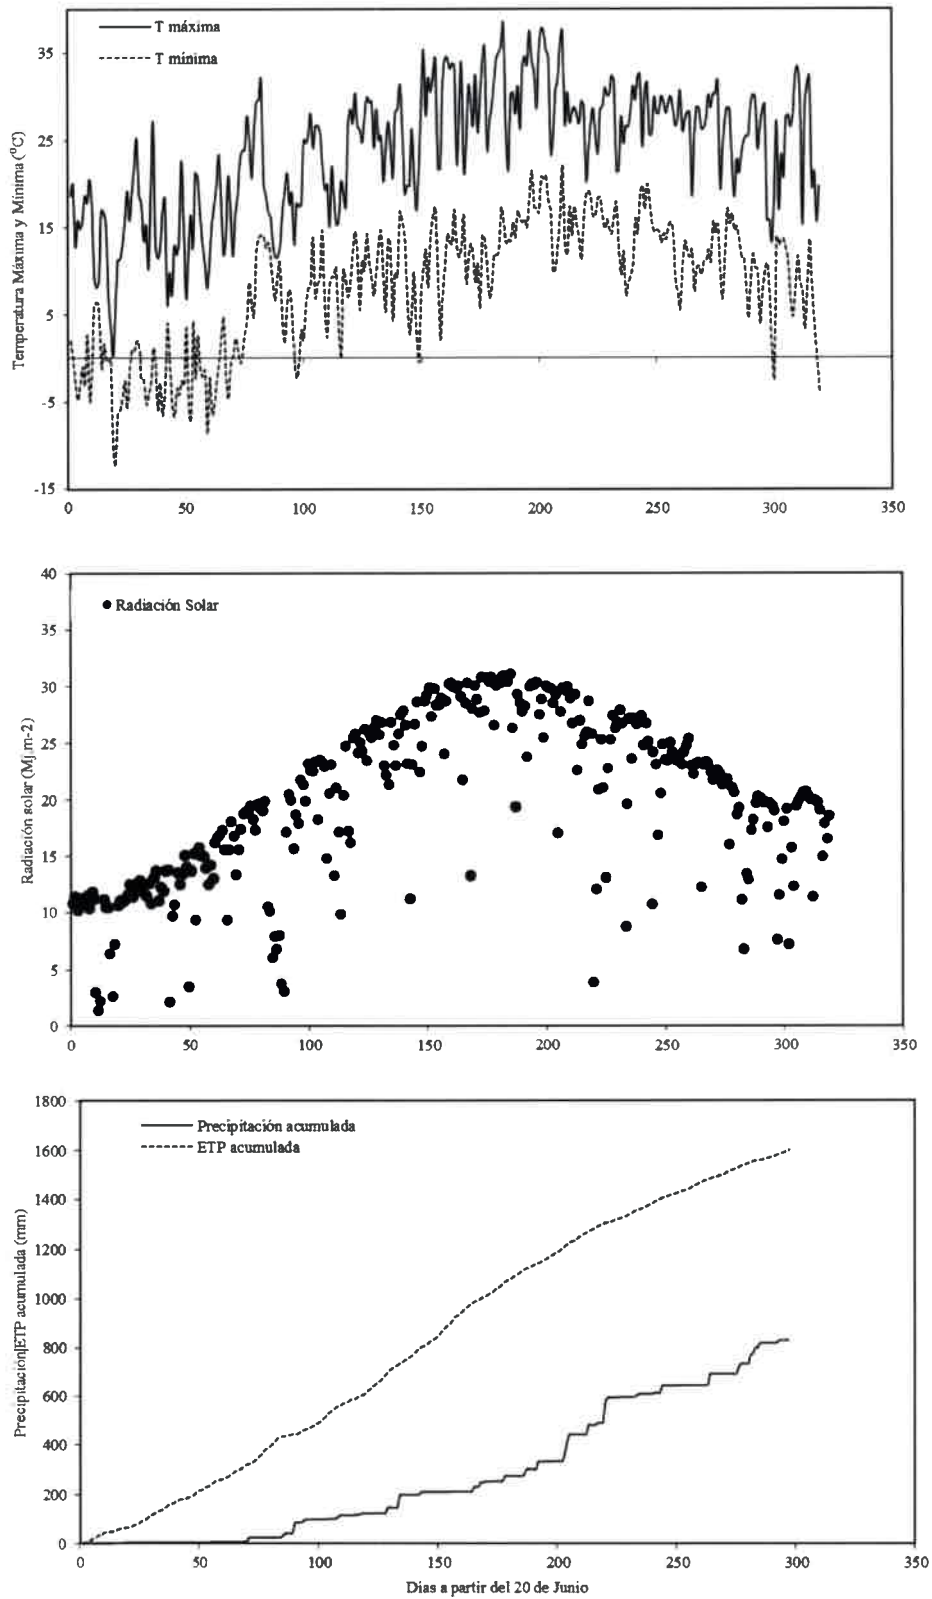 T máxima
T mínima
35
25
15
5
-5
-15
Temperatura Máxima y Mínima (°C)
0 50 100 150 200 250 300 350
40
35
30
25
20
15
10
5
0
Radiación Solar
Radiación solar (Mj.m-2)
0 50 100 150 200 250 300 350
1800
1600
1400
1200
1000
800
600
400
200
0
Precipitación acumulada
ETP acumulada
Precipitación|ETP acumulada (mm)
0 50 100 150 200 250 300 350
Dias a partir del 20 de Junio